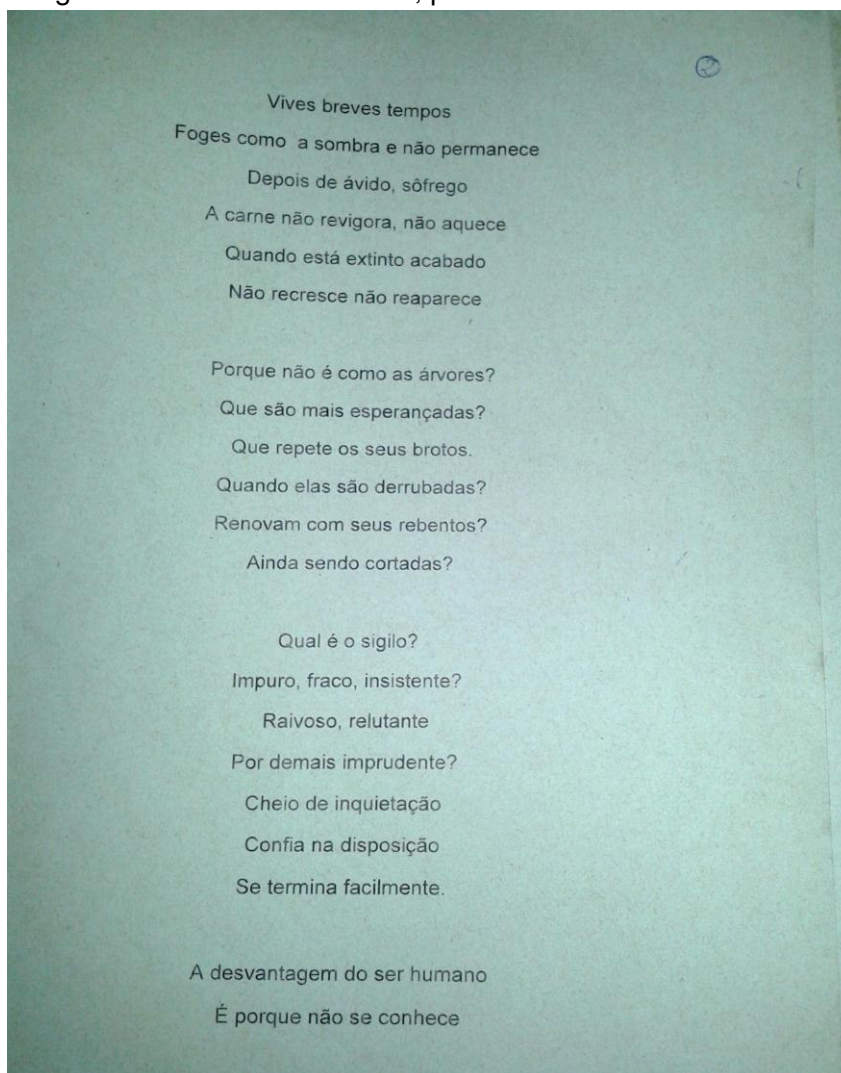 2
Vives breves tempos
Foges como a sombra e não permanece
Depois de ávido, sôfrego
A carne não revigora, não aquece
Quando está extinto acabado
Não recresce não reaparece
Porque não é como as árvores?
Que são mais esperançadas?
Que repete os seus brotos.
Quando elas são derrubadas?
Renovam com seus rebentos?
Ainda sendo cortadas?
Qual é o sigilo?
Impuro, fraco, insistente?
Raivoso, relutante
Por demais imprudente?
Cheio de inquietação
Confia na disposição
Se termina facilmente.
A desvantagem do ser humano
É porque não se conhece